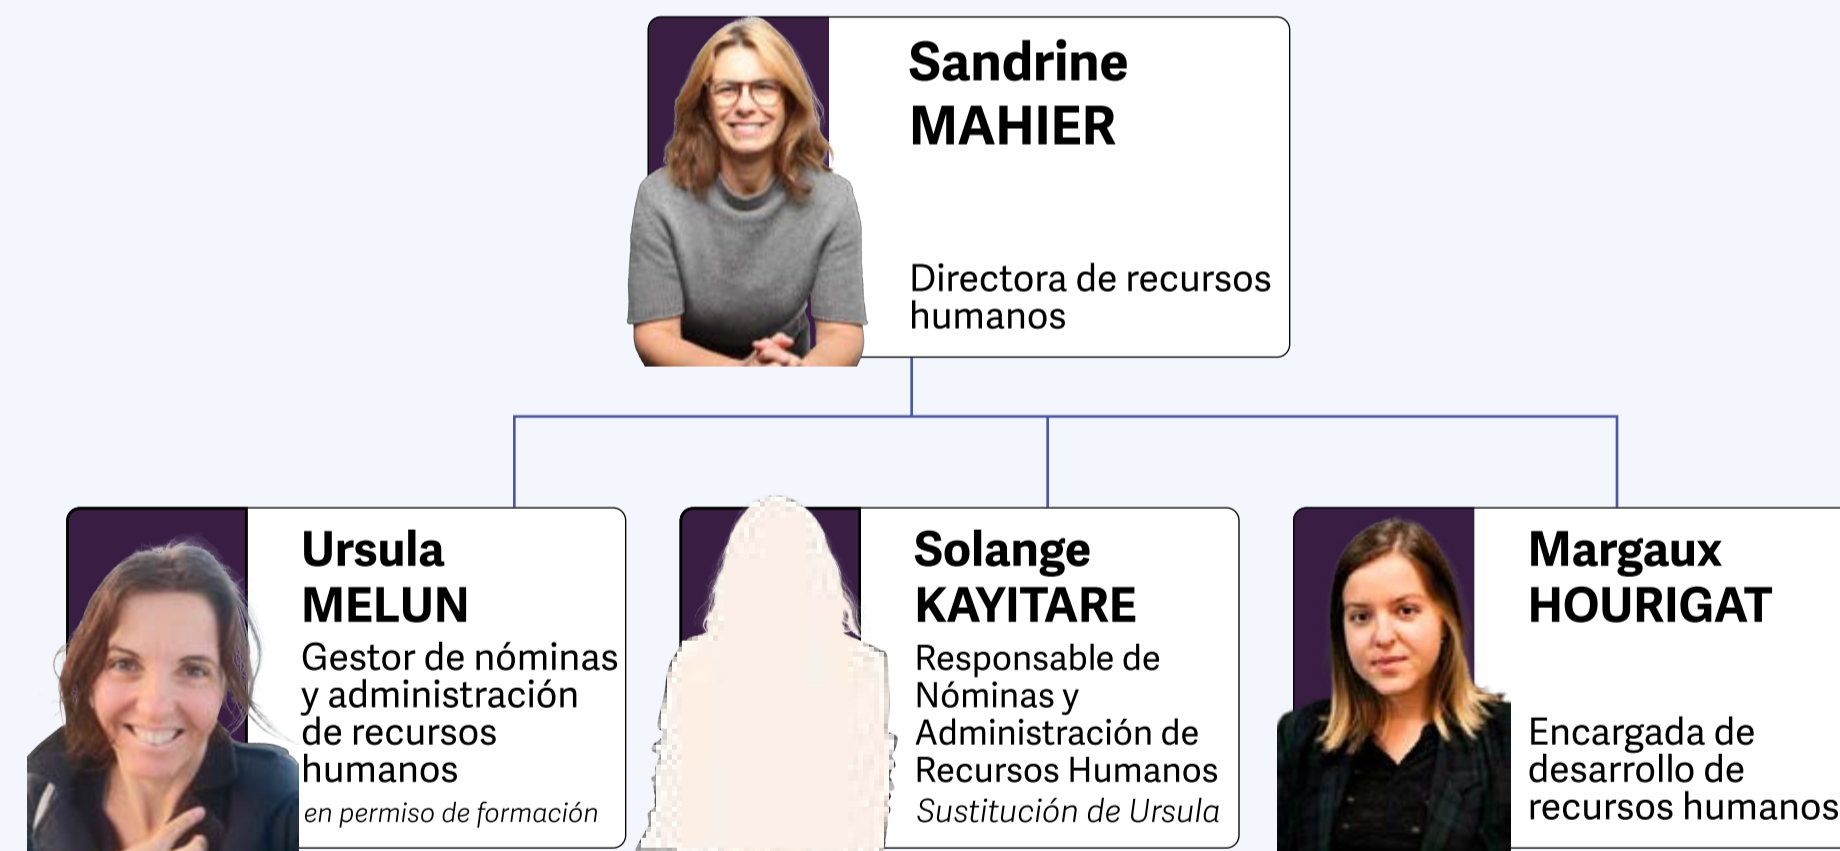 Sandrine
MAHIER
Directora de recursos
humanos
Ursula
MELUN
Gestor de nóminas
y administración
de recursos
humanos
en permiso de formación
Solange
KAYITARE
Responsable de
Nóminas y
Administración de
Recursos Humanos
Sustitución de Ursula
Margaux
HOURIGAT
Encargada de
desarrollo de
recursos humanos